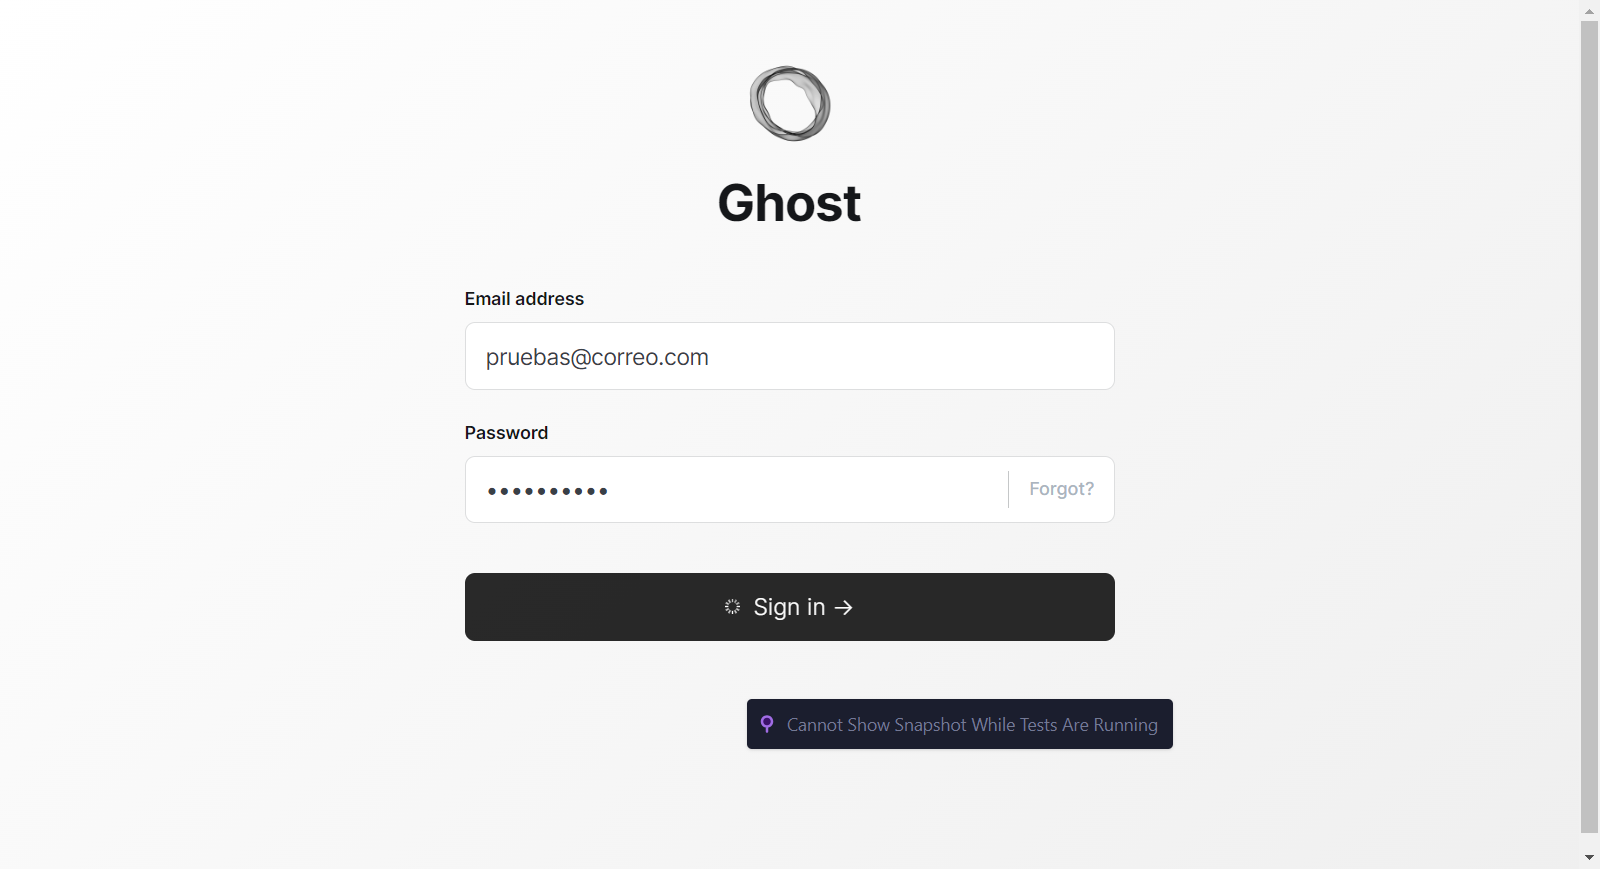 Ghost
Email address
pruebas@correo.com
Password
••••••••••
Forgot?
Sign in →
Cannot Show Snapshot While Tests Are Running